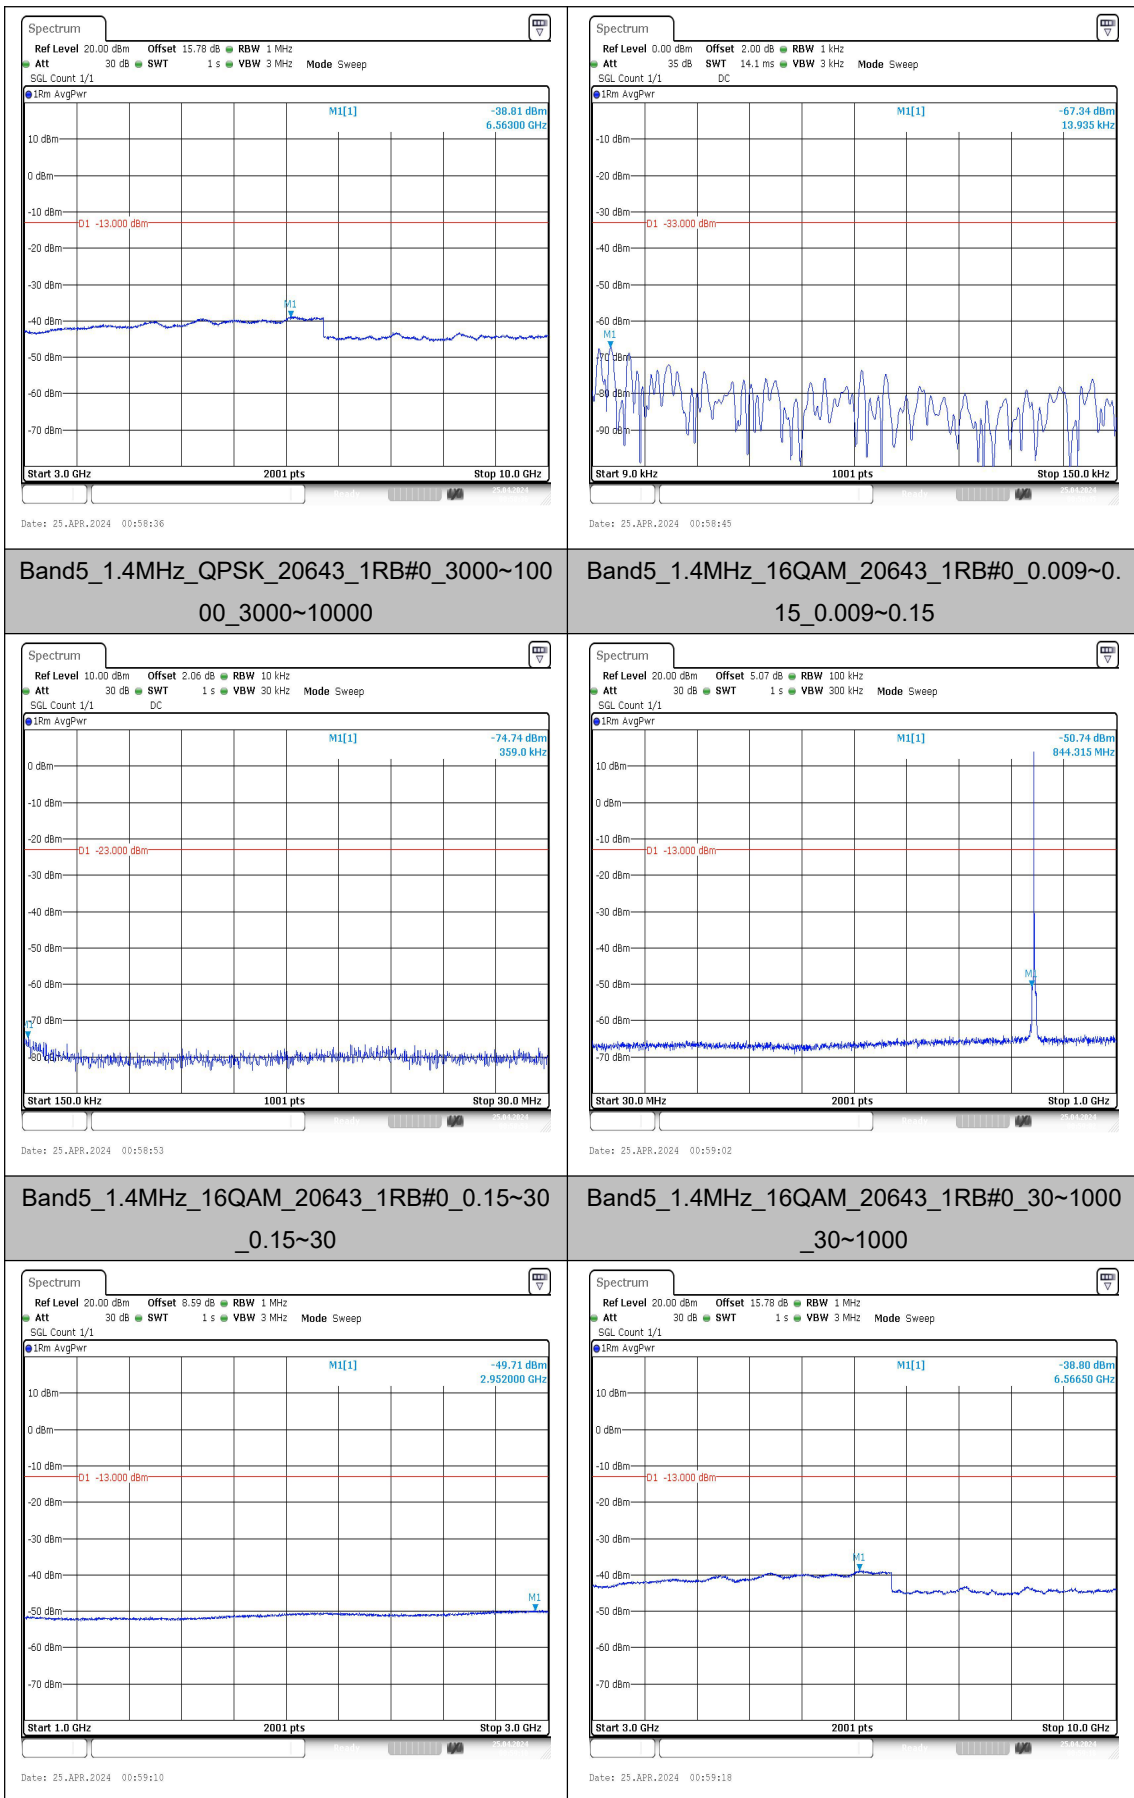 Spectrum
Ref Level 20.00 dBm Offset 15.78 dB RBW 1 MHz
Att 30 dB SWT 1 s VBW 3 MHz Mode Sweep
SGL Count 1/1
1Rm AvgPwr
M1[1] -38.81 dBm
6.56300 GHz
10 dBm
0 dBm
-10 dBm
D1 -13.000 dBm
-20 dBm
-30 dBm
M1
-40 dBm
-50 dBm
-60 dBm
-70 dBm
Start 3.0 GHz 2001 pts Stop 10.0 GHz
Date: 25.APR.2024 00:58:36
Spectrum
Ref Level 0.00 dBm Offset 2.00 dB RBW 1 kHz
Att 35 dB SWT 14.1 ms VBW 3 kHz Mode Sweep
SGL Count 1/1 DC
1Rm AvgPwr
M1[1] -67.34 dBm
13.935 kHz
-10 dBm
-20 dBm
-30 dBm
D1 -33.000 dBm
-40 dBm
-50 dBm
-60 dBm
M1
-70 dBm
-80 dBm
-90 dBm
Start 9.0 kHz 1001 pts Stop 150.0 kHz
Date: 25.APR.2024 00:58:45
Band5_1.4MHz_QPSK_20643_1RB#0_3000~100
00_3000~10000
Band5_1.4MHz_16QAM_20643_1RB#0_0.009~0.
15_0.009~0.15
Spectrum
Ref Level 10.00 dBm Offset 2.06 dB RBW 10 kHz
Att 30 dB SWT 1 s VBW 30 kHz Mode Sweep
SGL Count 1/1 DC
1Rm AvgPwr
M1[1] -74.74 dBm
359.0 kHz
0 dBm
-10 dBm
-20 dBm
D1 -23.000 dBm
-30 dBm
-40 dBm
-50 dBm
-60 dBm
M1
-70 dBm
-80 dBm
Start 150.0 kHz 1001 pts Stop 30.0 MHz
Date: 25.APR.2024 00:58:53
Spectrum
Ref Level 20.00 dBm Offset 5.07 dB RBW 100 kHz
Att 30 dB SWT 1 s VBW 300 kHz Mode Sweep
SGL Count 1/1
1Rm AvgPwr
M1[1] -50.74 dBm
844.315 MHz
10 dBm
0 dBm
-10 dBm
D1 -13.000 dBm
-20 dBm
-30 dBm
-40 dBm
-50 dBm
M1
-60 dBm
-70 dBm
Start 30.0 MHz 2001 pts Stop 1.0 GHz
Date: 25.APR.2024 00:59:02
Band5_1.4MHz_16QAM_20643_1RB#0_0.15~30
_0.15~30
Band5_1.4MHz_16QAM_20643_1RB#0_30~1000
_30~1000
Spectrum
Ref Level 20.00 dBm Offset 8.59 dB RBW 1 MHz
Att 30 dB SWT 1 s VBW 3 MHz Mode Sweep
SGL Count 1/1
1Rm AvgPwr
M1[1] -49.71 dBm
2.952000 GHz
10 dBm
0 dBm
-10 dBm
D1 -13.000 dBm
-20 dBm
-30 dBm
-40 dBm
M1
-50 dBm
-60 dBm
-70 dBm
Start 1.0 GHz 2001 pts Stop 3.0 GHz
Date: 25.APR.2024 00:59:10
Spectrum
Ref Level 20.00 dBm Offset 15.78 dB RBW 1 MHz
Att 30 dB SWT 1 s VBW 3 MHz Mode Sweep
SGL Count 1/1
1Rm AvgPwr
M1[1] -38.80 dBm
6.56650 GHz
10 dBm
0 dBm
-10 dBm
D1 -13.000 dBm
-20 dBm
-30 dBm
M1
-40 dBm
-50 dBm
-60 dBm
-70 dBm
Start 3.0 GHz 2001 pts Stop 10.0 GHz
Date: 25.APR.2024 00:59:18